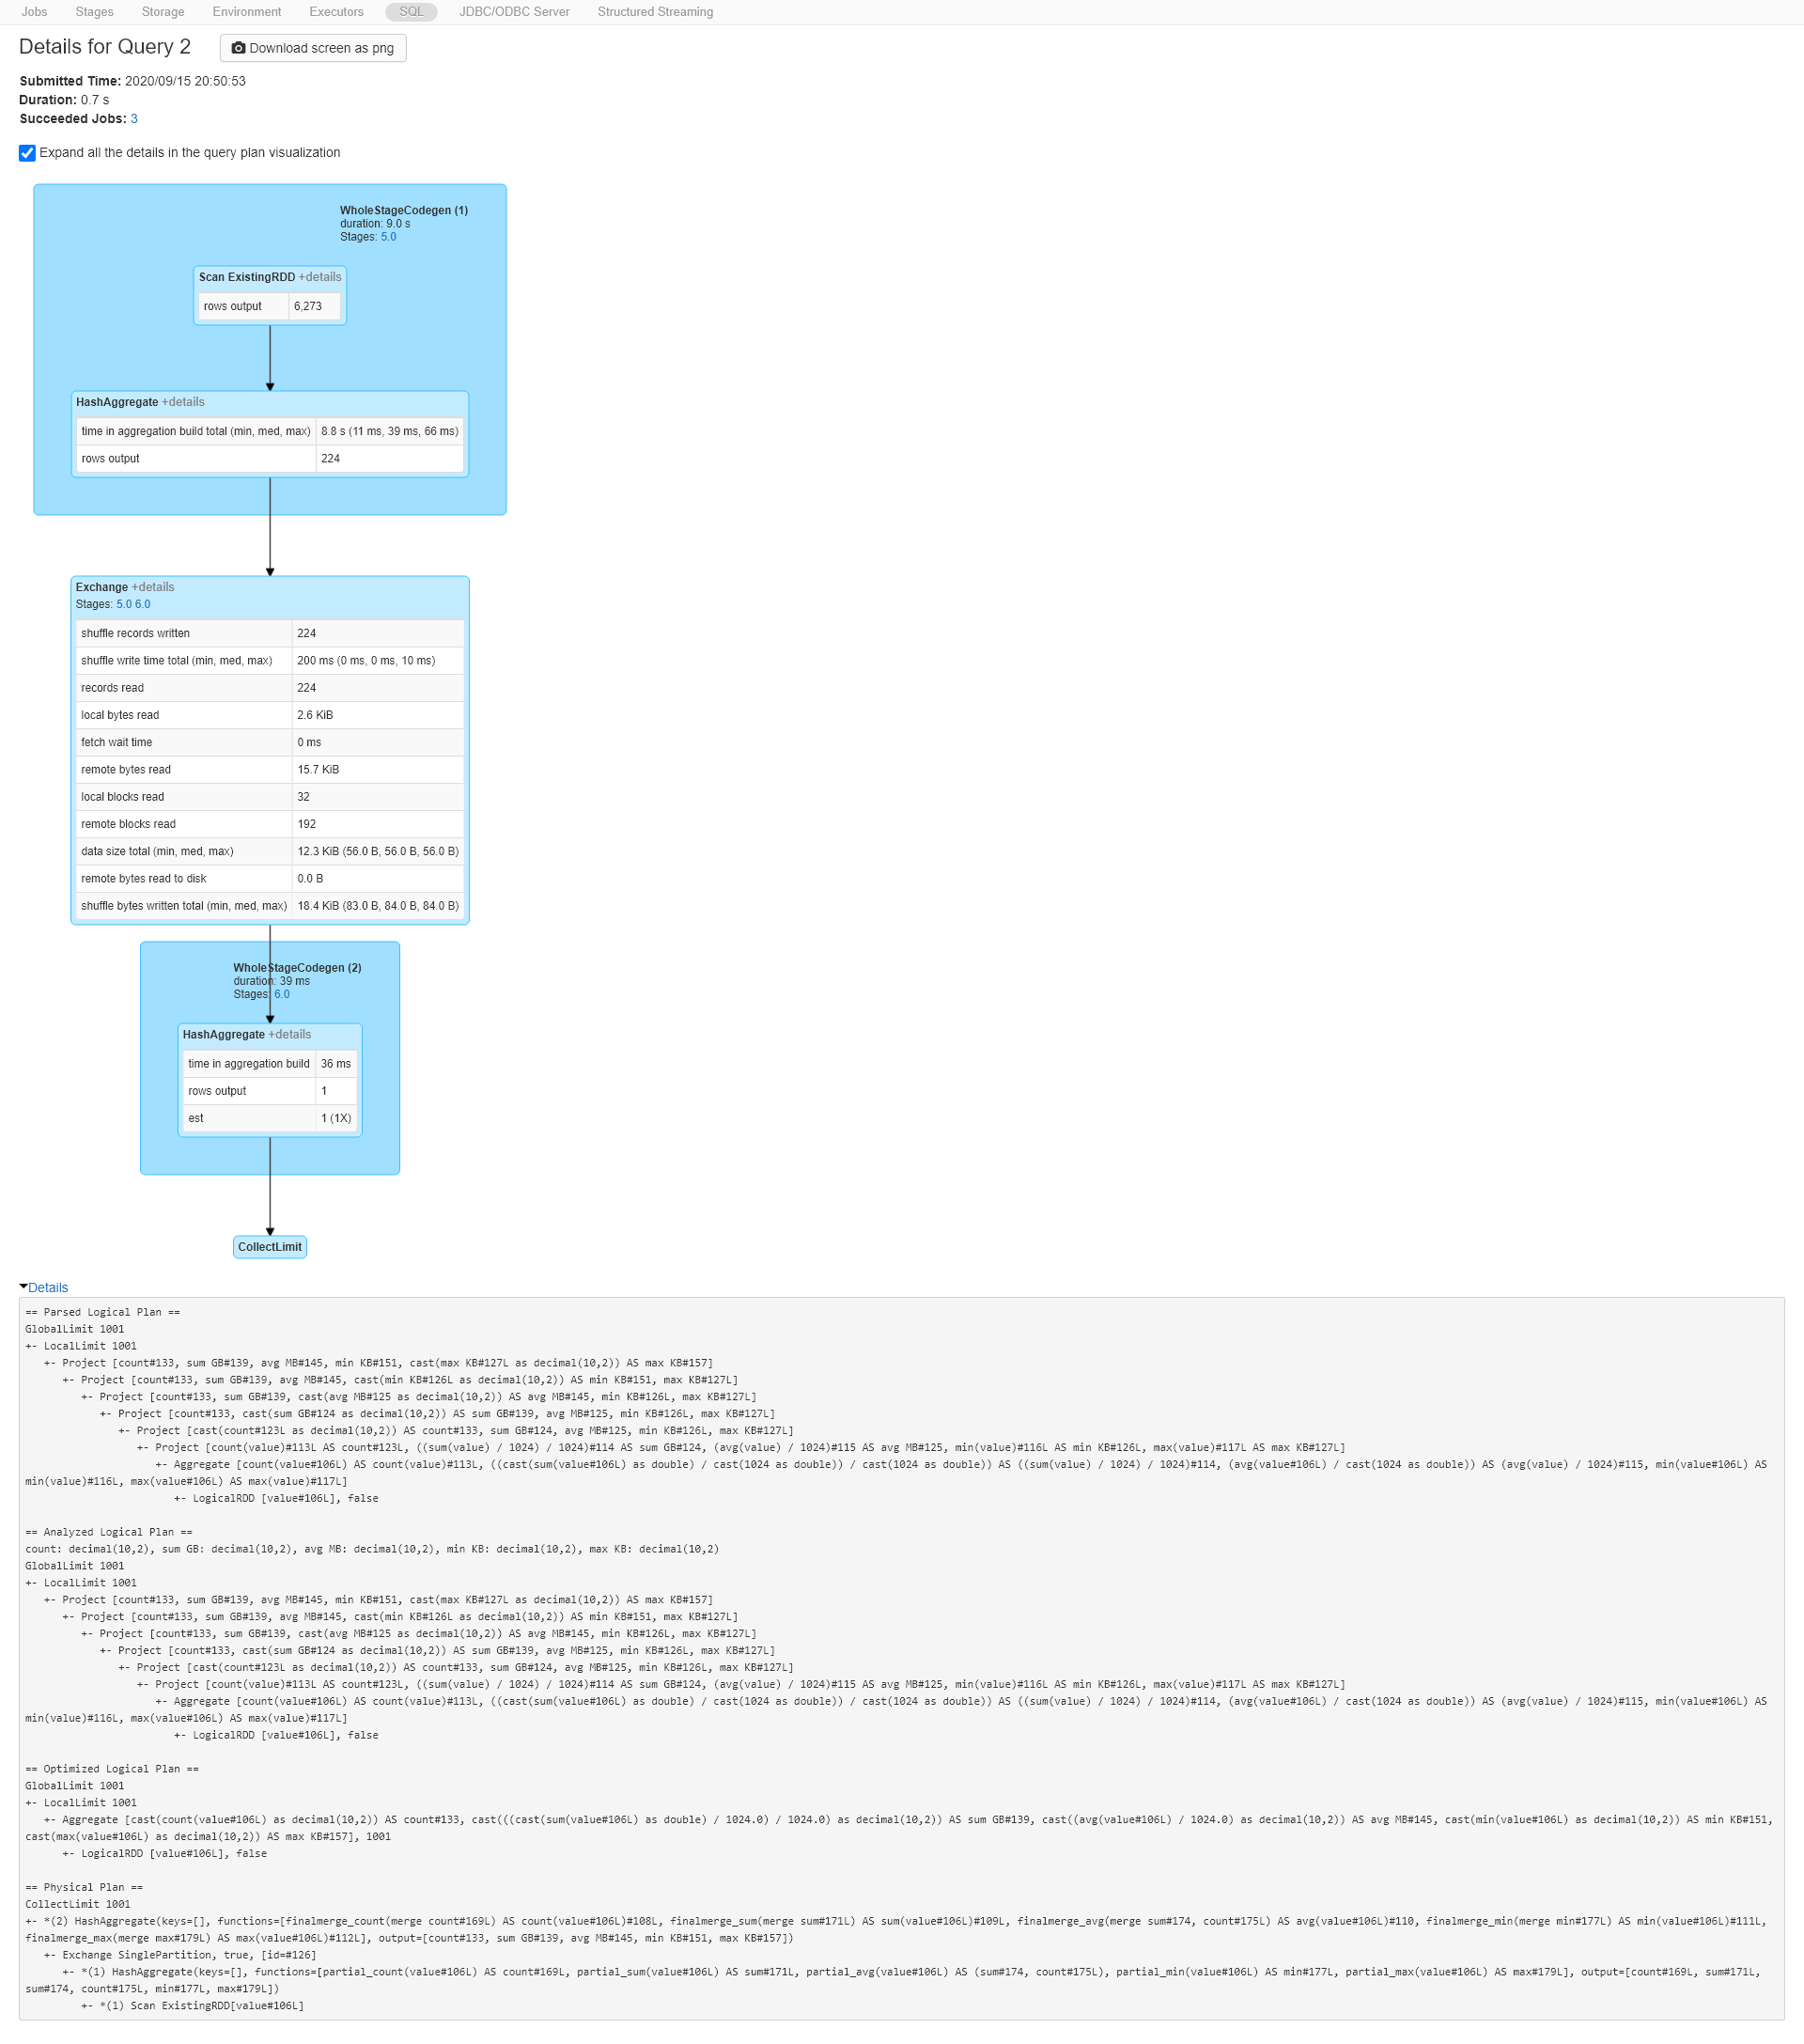 Jobs Stages Storage Environment Executors SQL JDBC/ODBC Server Structured Streaming
Details for Query 2 Download screen as png
Submitted Time: 2020/09/15 20:50:53
Duration: 0.7 s
Succeeded Jobs: 3
Expand all the details in the query plan visualization
WholeStageCodegen (1)
duration: 9.0 s
Stages: 5.0
Scan ExistingRDD +details
rows output 6,273
HashAggregate +details
time in aggregation build total (min, med, max) 8.8 s (11 ms, 39 ms, 66 ms)
rows output 224
Exchange +details
Stages: 5.0 6.0
shuffle records written 224
shuffle write time total (min, med, max) 200 ms (0 ms, 0 ms, 10 ms)
records read 224
local bytes read 2.6 KiB
fetch wait time 0 ms
remote bytes read 15.7 KiB
local blocks read 32
remote blocks read 192
data size total (min, med, max) 12.3 KiB (56.0 B, 56.0 B, 56.0 B)
remote bytes read to disk 0.0 B
shuffle bytes written total (min, med, max) 18.4 KiB (83.0 B, 84.0 B, 84.0 B)
WholeStageCodegen (2)
duration: 39 ms
Stages: 6.0
HashAggregate +details
time in aggregation build 36 ms
rows output 1
est 1 (1X)
CollectLimit
Details
== Parsed Logical Plan ==
GlobalLimit 1001
+- LocalLimit 1001
+- Project [count#133, sum GB#139, avg MB#145, min KB#151, cast(max KB#127L as decimal(10,2)) AS max KB#157]
+- Project [count#133, sum GB#139, avg MB#145, cast(min KB#126L as decimal(10,2)) AS min KB#151, max KB#127L]
+- Project [count#133, sum GB#139, cast(avg MB#125 as decimal(10,2)) AS avg MB#145, min KB#126L, max KB#127L]
+- Project [count#133, cast(sum GB#124 as decimal(10,2)) AS sum GB#139, avg MB#125, min KB#126L, max KB#127L]
+- Project [cast(count#123L as decimal(10,2)) AS count#133, sum GB#124, avg MB#125, min KB#126L, max KB#127L]
+- Project [count(value)#113L AS count#123L, ((sum(value) / 1024) / 1024)#114 AS sum GB#124, (avg(value) / 1024)#115 AS avg MB#125, min(value)#116L AS min KB#126L, max(value)#117L AS max KB#127L]
+- Aggregate [count(value#106L) AS count(value)#113L, ((cast(sum(value#106L) as double) / cast(1024 as double)) / cast(1024 as double)) AS ((sum(value) / 1024) / 1024)#114, (avg(value#106L) / cast(1024 as double)) AS (avg(value) / 1024)#115, min(value#106L) AS
min(value)#116L, max(value#106L) AS max(value)#117L]
+- LogicalRDD [value#106L], false
== Analyzed Logical Plan ==
count: decimal(10,2), sum GB: decimal(10,2), avg MB: decimal(10,2), min KB: decimal(10,2), max KB: decimal(10,2)
GlobalLimit 1001
+- LocalLimit 1001
+- Project [count#133, sum GB#139, avg MB#145, min KB#151, cast(max KB#127L as decimal(10,2)) AS max KB#157]
+- Project [count#133, sum GB#139, avg MB#145, cast(min KB#126L as decimal(10,2)) AS min KB#151, max KB#127L]
+- Project [count#133, sum GB#139, cast(avg MB#125 as decimal(10,2)) AS avg MB#145, min KB#126L, max KB#127L]
+- Project [count#133, cast(sum GB#124 as decimal(10,2)) AS sum GB#139, avg MB#125, min KB#126L, max KB#127L]
+- Project [cast(count#123L as decimal(10,2)) AS count#133, sum GB#124, avg MB#125, min KB#126L, max KB#127L]
+- Project [count(value)#113L AS count#123L, ((sum(value) / 1024) / 1024)#114 AS sum GB#124, (avg(value) / 1024)#115 AS avg MB#125, min(value)#116L AS min KB#126L, max(value)#117L AS max KB#127L]
+- Aggregate [count(value#106L) AS count(value)#113L, ((cast(sum(value#106L) as double) / cast(1024 as double)) / cast(1024 as double)) AS ((sum(value) / 1024) / 1024)#114, (avg(value#106L) / cast(1024 as double)) AS (avg(value) / 1024)#115, min(value#106L) AS
min(value)#116L, max(value#106L) AS max(value)#117L]
+- LogicalRDD [value#106L], false
== Optimized Logical Plan ==
GlobalLimit 1001
+- LocalLimit 1001
+- Aggregate [cast(count(value#106L) as decimal(10,2)) AS count#133, cast(((cast(sum(value#106L) as double) / 1024.0) / 1024.0) as decimal(10,2)) AS sum GB#139, cast((avg(value#106L) / 1024.0) as decimal(10,2)) AS avg MB#145, cast(min(value#106L) as decimal(10,2)) AS min KB#151,
cast(max(value#106L) as decimal(10,2)) AS max KB#157], 1001
+- LogicalRDD [value#106L], false
== Physical Plan ==
CollectLimit 1001
+- *(2) HashAggregate(keys=[], functions=[finalmerge_count(merge count#169L) AS count(value#106L)#108L, finalmerge_sum(merge sum#171L) AS sum(value#106L)#109L, finalmerge_avg(merge sum#174, count#175L) AS avg(value#106L)#110, finalmerge_min(merge min#177L) AS min(value#106L)#111L,
finalmerge_max(merge max#179L) AS max(value#106L)#112L], output=[count#133, sum GB#139, avg MB#145, min KB#151, max KB#157])
+- Exchange SinglePartition, true, [id=#126]
+- *(1) HashAggregate(keys=[], functions=[partial_count(value#106L) AS count#169L, partial_sum(value#106L) AS sum#171L, partial_avg(value#106L) AS (sum#174, count#175L), partial_min(value#106L) AS min#177L, partial_max(value#106L) AS max#179L], output=[count#169L, sum#171L,
sum#174, count#175L, min#177L, max#179L])
+- *(1) Scan ExistingRDD[value#106L]